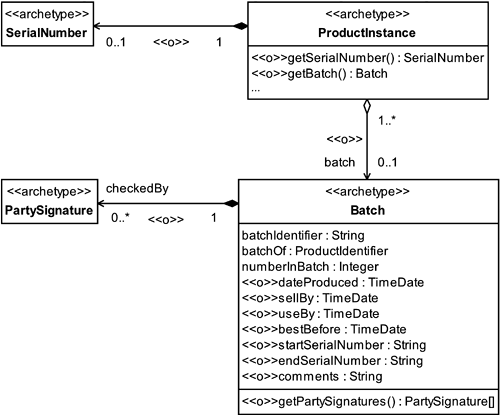 <<archetype>>
SerialNumber
0..1 <<o>> 1
<<archetype>>
ProductInstance
<<o>>getSerialNumber() : SerialNumber
<<o>>getBatch() : Batch
...
1..*
<<o>>
batch 0..1
<<archetype>>
PartySignature
checkedBy
0..* <<o>> 1
<<archetype>>
Batch
batchIdentifier : String
batchOf : ProductIdentifier
numberInBatch : Integer
<<o>>dateProduced : TimeDate
<<o>>sellBy : TimeDate
<<o>>useBy : TimeDate
<<o>>bestBefore : TimeDate
<<o>>startSerialNumber : String
<<o>>endSerialNumber : String
<<o>>comments : String
<<o>>getPartySignatures() : PartySignature[]